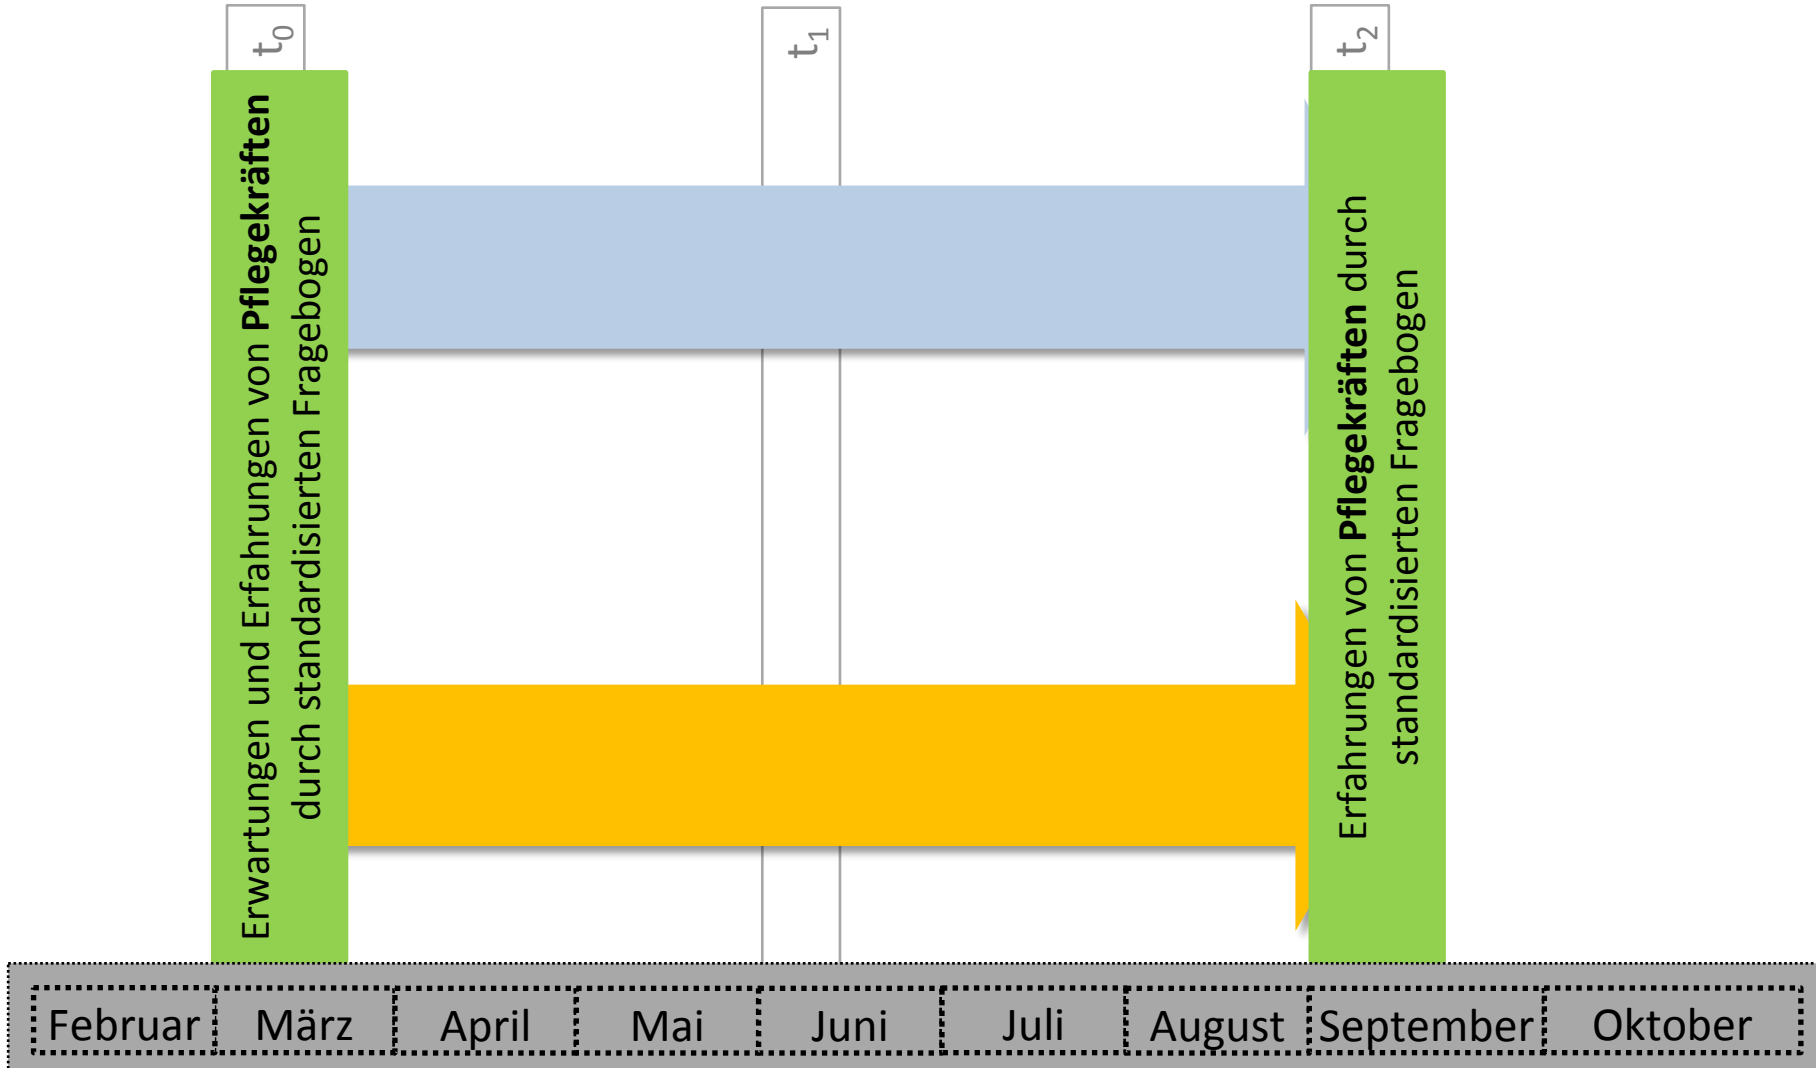 t0
t1
t2
Erwartungen und Erfahrungen von Pflegekräften
durch standardisierten Fragebogen
Erfahrungen von Pflegekräften durch
standardisierten Fragebogen
Februar
März
April
Mai
Juni
Juli
August
September
Oktober